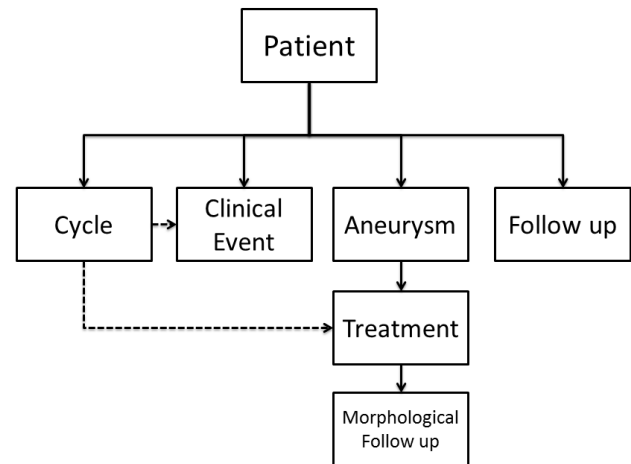 Patient
Cycle
Clinical
Event
Aneurysm
Follow up
Treatment
Morphological
Follow up